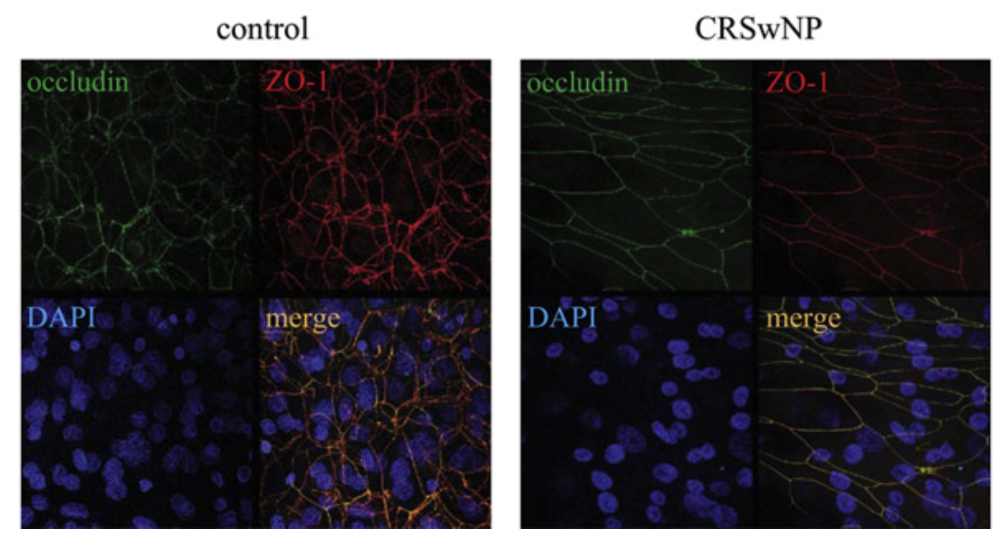 control
CRSwNP
occludin
ZO-1
occludin
ZO-1
DAPI
merge
DAPI
merge